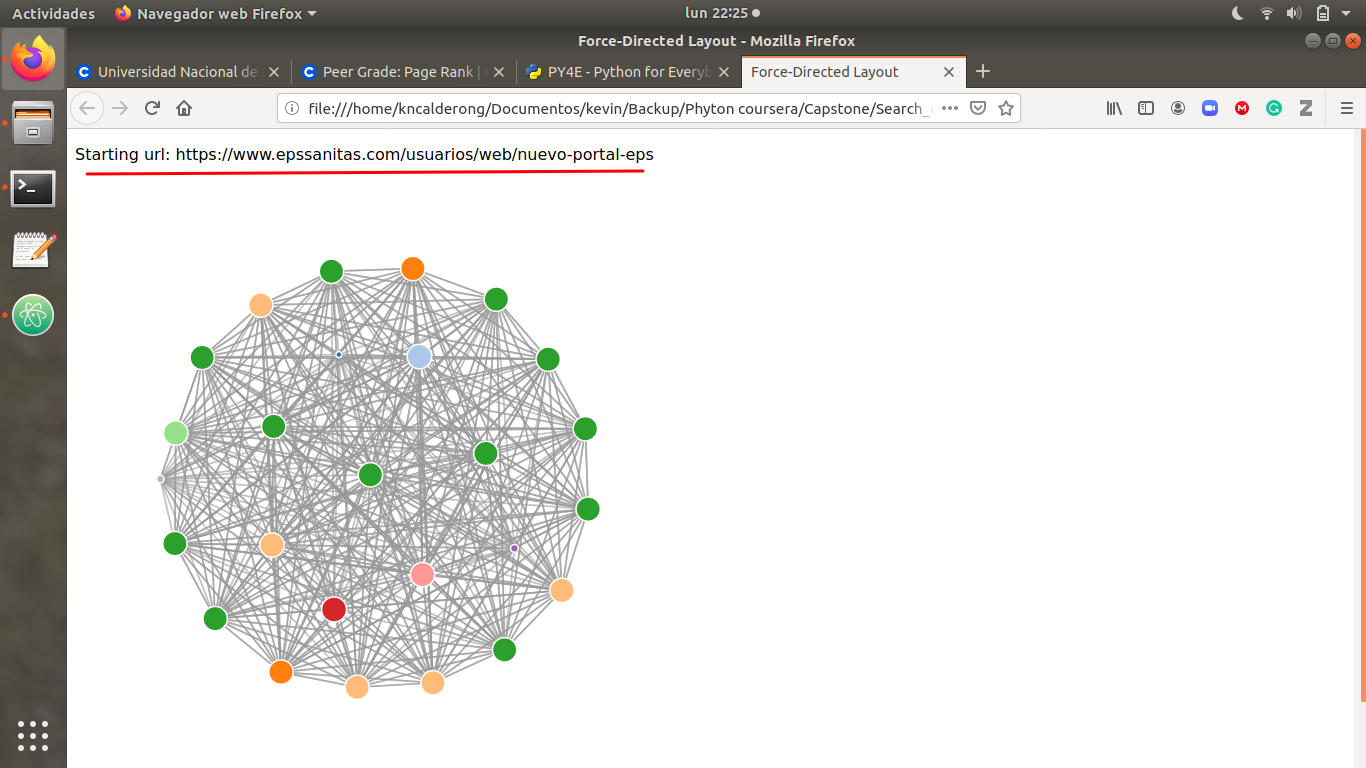 Actividades Navegador web Firefox lun 22:25
Force-Directed Layout - Mozilla Firefox
Universidad Nacional de Peer Grade: Page Rank | PY4E - Python for Everyb Force-Directed Layout
file:///home/kncalderong/Documentos/kevin/Backup/Phyton coursera/Capstone/Search_
Starting url: https://www.epssanitas.com/usuarios/web/nuevo-portal-eps